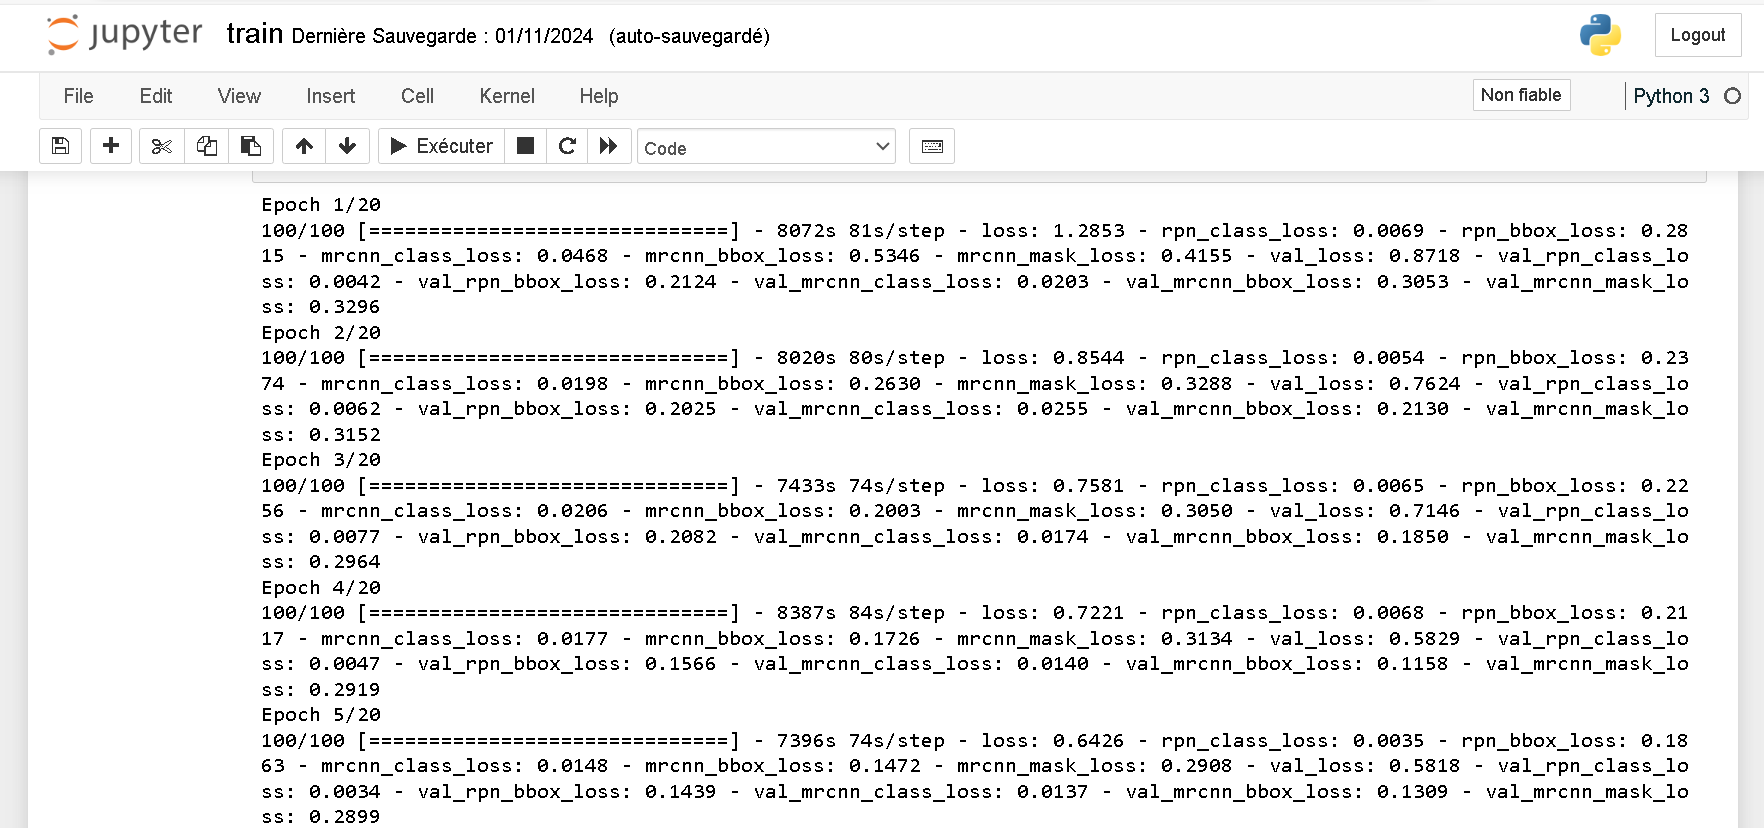 jupyter train Dernière Sauvegarde : 01/11/2024 (auto-sauvegardé) Logout
File Edit View Insert Cell Kernel Help Non fiable Python 3
Exécuter Code
Epoch 1/20
100/100 [==============================] - 8072s 81s/step - loss: 1.2853 - rpn_class_loss: 0.0069 - rpn_bbox_loss: 0.28
15 - mrcnn_class_loss: 0.0468 - mrcnn_bbox_loss: 0.5346 - mrcnn_mask_loss: 0.4155 - val_loss: 0.8718 - val_rpn_class_lo
ss: 0.0042 - val_rpn_bbox_loss: 0.2124 - val_mrcnn_class_loss: 0.0203 - val_mrcnn_bbox_loss: 0.3053 - val_mrcnn_mask_lo
ss: 0.3296
Epoch 2/20
100/100 [==============================] - 8020s 80s/step - loss: 0.8544 - rpn_class_loss: 0.0054 - rpn_bbox_loss: 0.23
74 - mrcnn_class_loss: 0.0198 - mrcnn_bbox_loss: 0.2630 - mrcnn_mask_loss: 0.3288 - val_loss: 0.7624 - val_rpn_class_lo
ss: 0.0062 - val_rpn_bbox_loss: 0.2025 - val_mrcnn_class_loss: 0.0255 - val_mrcnn_bbox_loss: 0.2130 - val_mrcnn_mask_lo
ss: 0.3152
Epoch 3/20
100/100 [==============================] - 7433s 74s/step - loss: 0.7581 - rpn_class_loss: 0.0065 - rpn_bbox_loss: 0.22
56 - mrcnn_class_loss: 0.0206 - mrcnn_bbox_loss: 0.2003 - mrcnn_mask_loss: 0.3050 - val_loss: 0.7146 - val_rpn_class_lo
ss: 0.0077 - val_rpn_bbox_loss: 0.2082 - val_mrcnn_class_loss: 0.0174 - val_mrcnn_bbox_loss: 0.1850 - val_mrcnn_mask_lo
ss: 0.2964
Epoch 4/20
100/100 [==============================] - 8387s 84s/step - loss: 0.7221 - rpn_class_loss: 0.0068 - rpn_bbox_loss: 0.21
17 - mrcnn_class_loss: 0.0177 - mrcnn_bbox_loss: 0.1726 - mrcnn_mask_loss: 0.3134 - val_loss: 0.5829 - val_rpn_class_lo
ss: 0.0047 - val_rpn_bbox_loss: 0.1566 - val_mrcnn_class_loss: 0.0140 - val_mrcnn_bbox_loss: 0.1158 - val_mrcnn_mask_lo
ss: 0.2919
Epoch 5/20
100/100 [==============================] - 7396s 74s/step - loss: 0.6426 - rpn_class_loss: 0.0035 - rpn_bbox_loss: 0.18
63 - mrcnn_class_loss: 0.0148 - mrcnn_bbox_loss: 0.1472 - mrcnn_mask_loss: 0.2908 - val_loss: 0.5818 - val_rpn_class_lo
ss: 0.0034 - val_rpn_bbox_loss: 0.1439 - val_mrcnn_class_loss: 0.0137 - val_mrcnn_bbox_loss: 0.1309 - val_mrcnn_mask_lo
ss: 0.2899